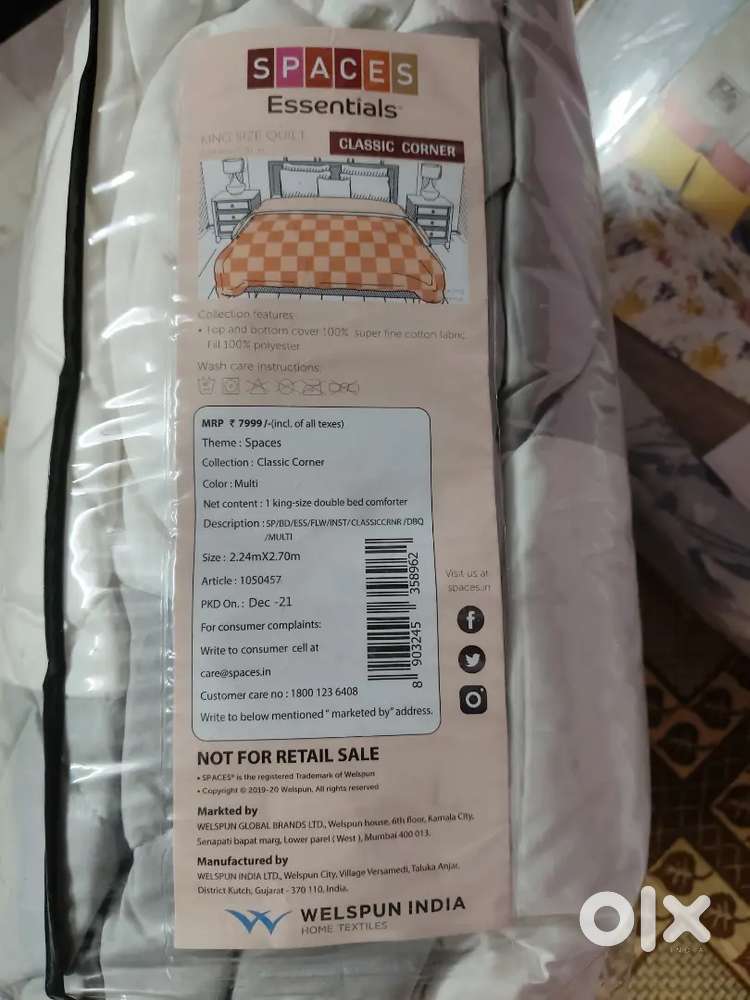 SPACES
Essentials
KING SIZE QUILT
CLASSIC CORNER
Collection features
• Top and bottom cover 100% super fine cotton fabric.
Fill 100% polyester
Wash care instructions:
MRP ₹ 7999/-(incl. of all texes)
Theme : Spaces
Collection : Classic Corner
Color : Multi
Net content : 1 king-size double bed comforter
Description : SP/BD/ESS/FLW/INST/CLASSICCRNR /DBQ
/MULTI
Size : 2.24mX2.70m
Article : 1050457
PKD On. : Dec -21
For consumer complaints:
Write to consumer cell at
care@spaces.in
Customer care no : 1800 123 6408
Write to below mentioned " marketed by" address.
8 903245 358962
Visit us at
spaces.in
NOT FOR RETAIL SALE
• SPACES® is the registered Trademark of Welspun
• Copyright © 2019-20 Welspun, All rights reserved
Markted by
WELSPUN GLOBAL BRANDS LTD., Welspun house, 6th floor, Kamala City,
Senapati bapat marg, Lower parel ( West ), Mumbai 400 013.
Manufactured by
WELSPUN INDIA LTD., Welspun City, Village Versamedi, Taluka Anjar,
District Kutch, Gujarat - 370 110, India.
WELSPUN INDIA
HOME TEXTILES
olx